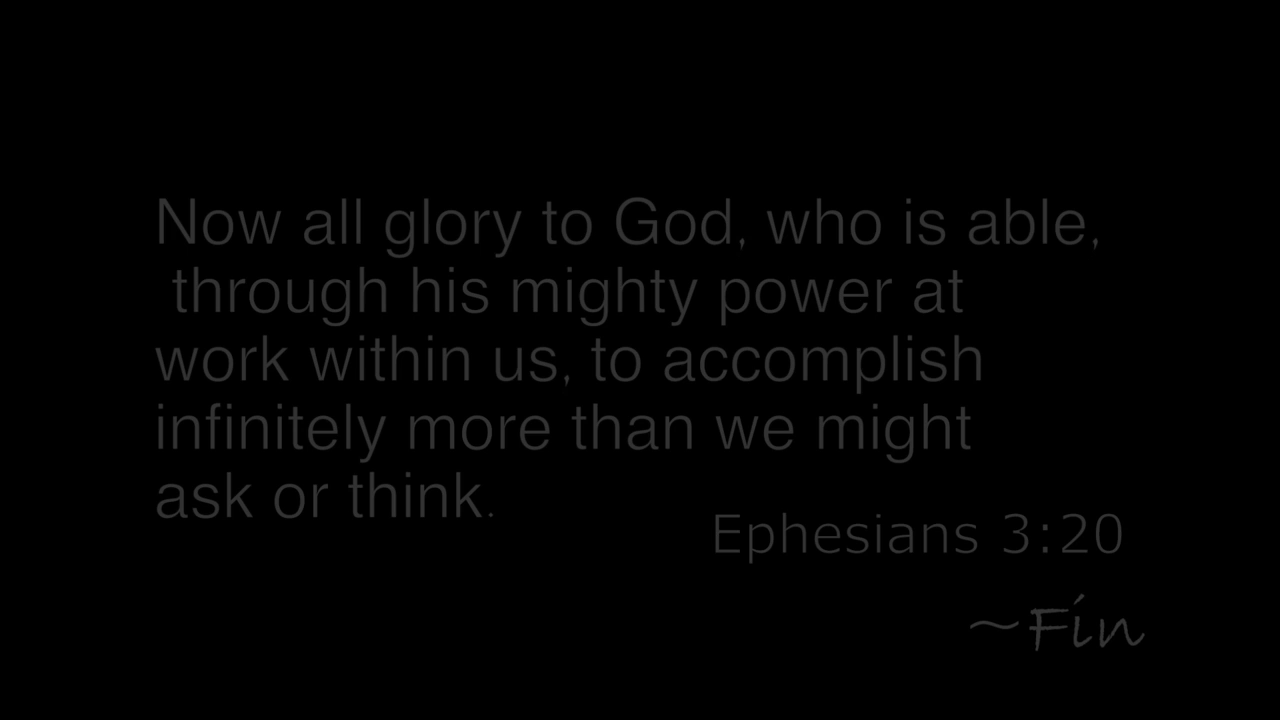 Now all glory to God, who is able,
through his mighty power at
work within us, to accomplish
infinitely more than we might
ask or think.
Ephesians 3:20
~Fin